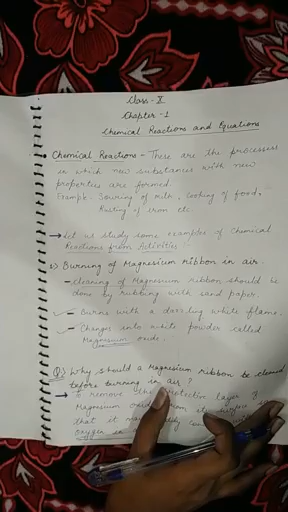 Class - X
Chapter - 1
Chemical Reactions and Equations
Chemical Reactions - These are the processes
in which new substances with new
properties are formed.
Example: Souring of milk, Cooking of food,
Rusting of iron etc
→ Let us study some examples of Chemical
Reactions from Activities :-
Burning of Magnesium ribbon in air.
- cleaning of Magnesium ribbon should be
done by rubbing with sand paper.
- Burns with a dazzling white flame.
- Changes into white powder called
Magnesium oxide.
Q Why should a Magnesium ribbon be cleaned
before burning in air?
→ To remove the protective layer of
Magnesium from its
that it may
oxygen in